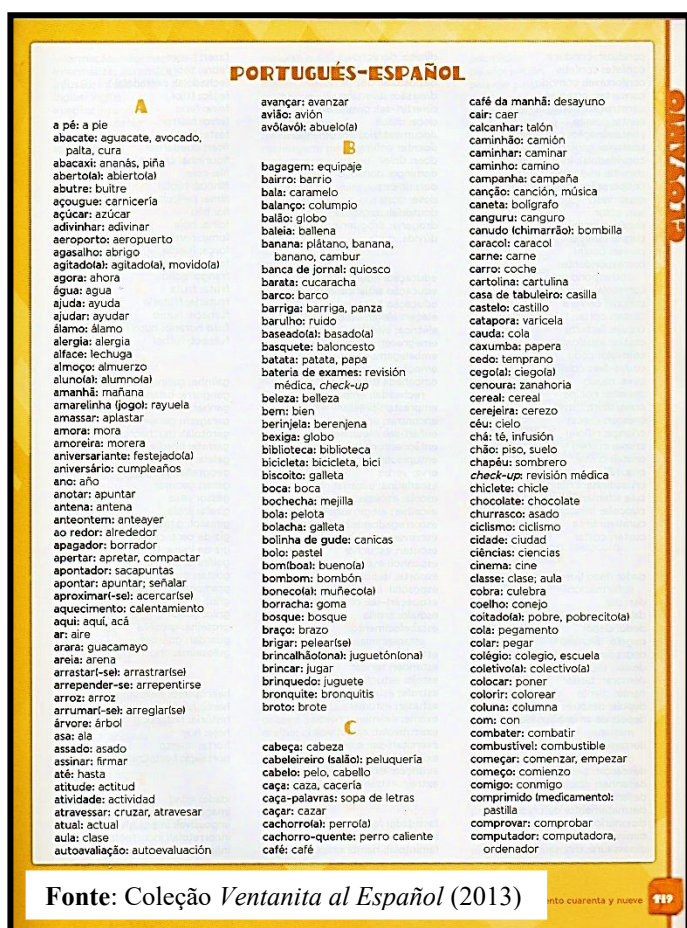 PORTUGUÉS-ESPAÑOL
A
a pé: a pie
abacate: aguacate, avocado,
palta, cura
abacaxi: ananás, piña
aberto(a): abierto(a)
abutre: buitre
açougue: carnicería
açúcar: azúcar
adivinhar: adivinar
aeroporto: aeropuerto
agasalho: abrigo
agitado(a): agitado(a), movido(a)
agora: ahora
água: agua
ajuda: ayuda
ajudar: ayudar
álamo: álamo
alergia: alergia
alface: lechuga
almoço: almuerzo
aluno(a): alumno(a)
amanhã: mañana
amarelinha (jogo): rayuela
amassar: aplastar
amora: mora
amoreira: morera
aniversariante: festejado(a)
aniversário: cumpleaños
ano: año
anotar: apuntar
antena: antena
anteontem: anteayer
ao redor: alrededor
apagador: borrador
apertar: apretar, compactar
apontador: sacapuntas
apontar: apuntar; señalar
aproximar(-se): acercar(se)
aquecimento: calentamiento
aqui: aquí, acá
ar: aire
arara: guacamayo
areia: arena
arrastar(-se): arrastrar(se)
arrepender-se: arrepentirse
arroz: arroz
arrumar(-se): arreglar(se)
árvore: árbol
asa: ala
assado: asado
assinar: firmar
até: hasta
atitude: actitud
atividade: actividad
atravessar: cruzar, atravesar
atual: actual
aula: clase
autoavaliação: autoevaluación
avançar: avanzar
avião: avión
avô(avó): abuelo(a)
B
bagagem: equipaje
bairro: barrio
bala: caramelo
balanço: columpio
balão: globo
baleia: ballena
banana: plátano, banana,
banano, cambur
banca de jornal: quiosco
barata: cucaracha
barco: barco
barriga: barriga, panza
barulho: ruido
baseado(a): basado(a)
basquete: baloncesto
batata: patata, papa
bateria de exames: revisión
médica, check-up
beleza: belleza
bem: bien
berinjela: berenjena
bexiga: globo
biblioteca: biblioteca
bicicleta: bicicleta, bici
biscoito: galleta
boca: boca
bochecha: mejilla
bola: pelota
bolacha: galleta
bolinha de gude: canicas
bolo: pastel
bom(boa): bueno(a)
bombom: bombón
boneco(a): muñeco(a)
borracha: goma
bosque: bosque
braço: brazo
brigar: pelear(se)
brincalhão(ona): juguetón(ona)
brincar: jugar
brinquedo: juguete
bronquite: bronquitis
broto: brote
C
cabeça: cabeza
cabeleireiro (salão): peluquería
cabelo: pelo, cabello
caça: caza, cacería
caça-palavras: sopa de letras
caçar: cazar
cachorro(a): perro(a)
cachorro-quente: perro caliente
café: café
café da manhã: desayuno
cair: caer
calcanhar: talón
caminhão: camión
caminhar: caminar
caminho: camino
campanha: campaña
canção: canción, música
caneta: bolígrafo
canguru: canguro
canudo (chimarrão): bombilla
caracol: caracol
carne: carne
carro: coche
cartolina: cartulina
casa de tabuleiro: casilla
castelo: castillo
catapora: varicela
cauda: cola
caxumba: papera
cedo: temprano
cego(a): ciego(a)
cenoura: zanahoria
cereal: cereal
cerejeira: cerezo
céu: cielo
chá: té, infusión
chão: piso, suelo
chapéu: sombrero
check-up: revisión médica
chiclete: chicle
chocolate: chocolate
churrasco: asado
ciclismo: ciclismo
cidade: ciudad
ciências: ciencias
cinema: cine
classe: clase; aula
cobra: culebra
coelho: conejo
coitado(a): pobre, pobrecito(a)
cola: pegamento
colar: pegar
colégio: colegio, escuela
coletivo(a): colectivo(a)
colocar: poner
colorir: colorear
coluna: columna
com: con
combater: combatir
combustível: combustible
começar: comenzar, empezar
começo: comienzo
comigo: conmigo
comprimido (medicamento):
pastilla
comprovar: comprobar
computador: computadora,
ordenador
GLOSARIO
Fonte: Coleção Ventanita al Español (2013)
ento cuarenta y nueve
149